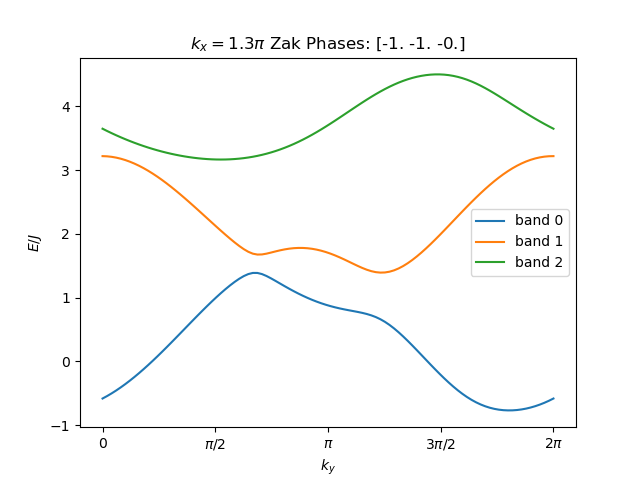 $k_x = 1.3\pi$ Zak Phases: [-1. -1. -0.]
4
3
2
1
0
−1
E/J
band 0
band 1
band 2
0
π/2
π
3π/2
2π
$k_y$